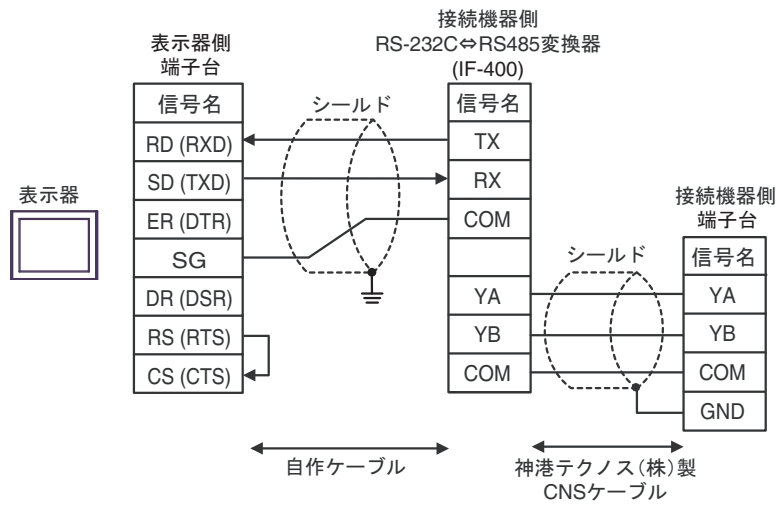 接続機器側
RS-232C⇔RS485変換器
(IF-400)
表示器側
端子台
信号名
RD (RXD)
SD (TXD)
ER (DTR)
SG
DR (DSR)
RS (RTS)
CS (CTS)
表示器
シールド
信号名
TX
RX
COM
YA
YB
COM
シールド
接続機器側
端子台
信号名
YA
YB
COM
GND
自作ケーブル
神港テクノス(株)製
CNSケーブル